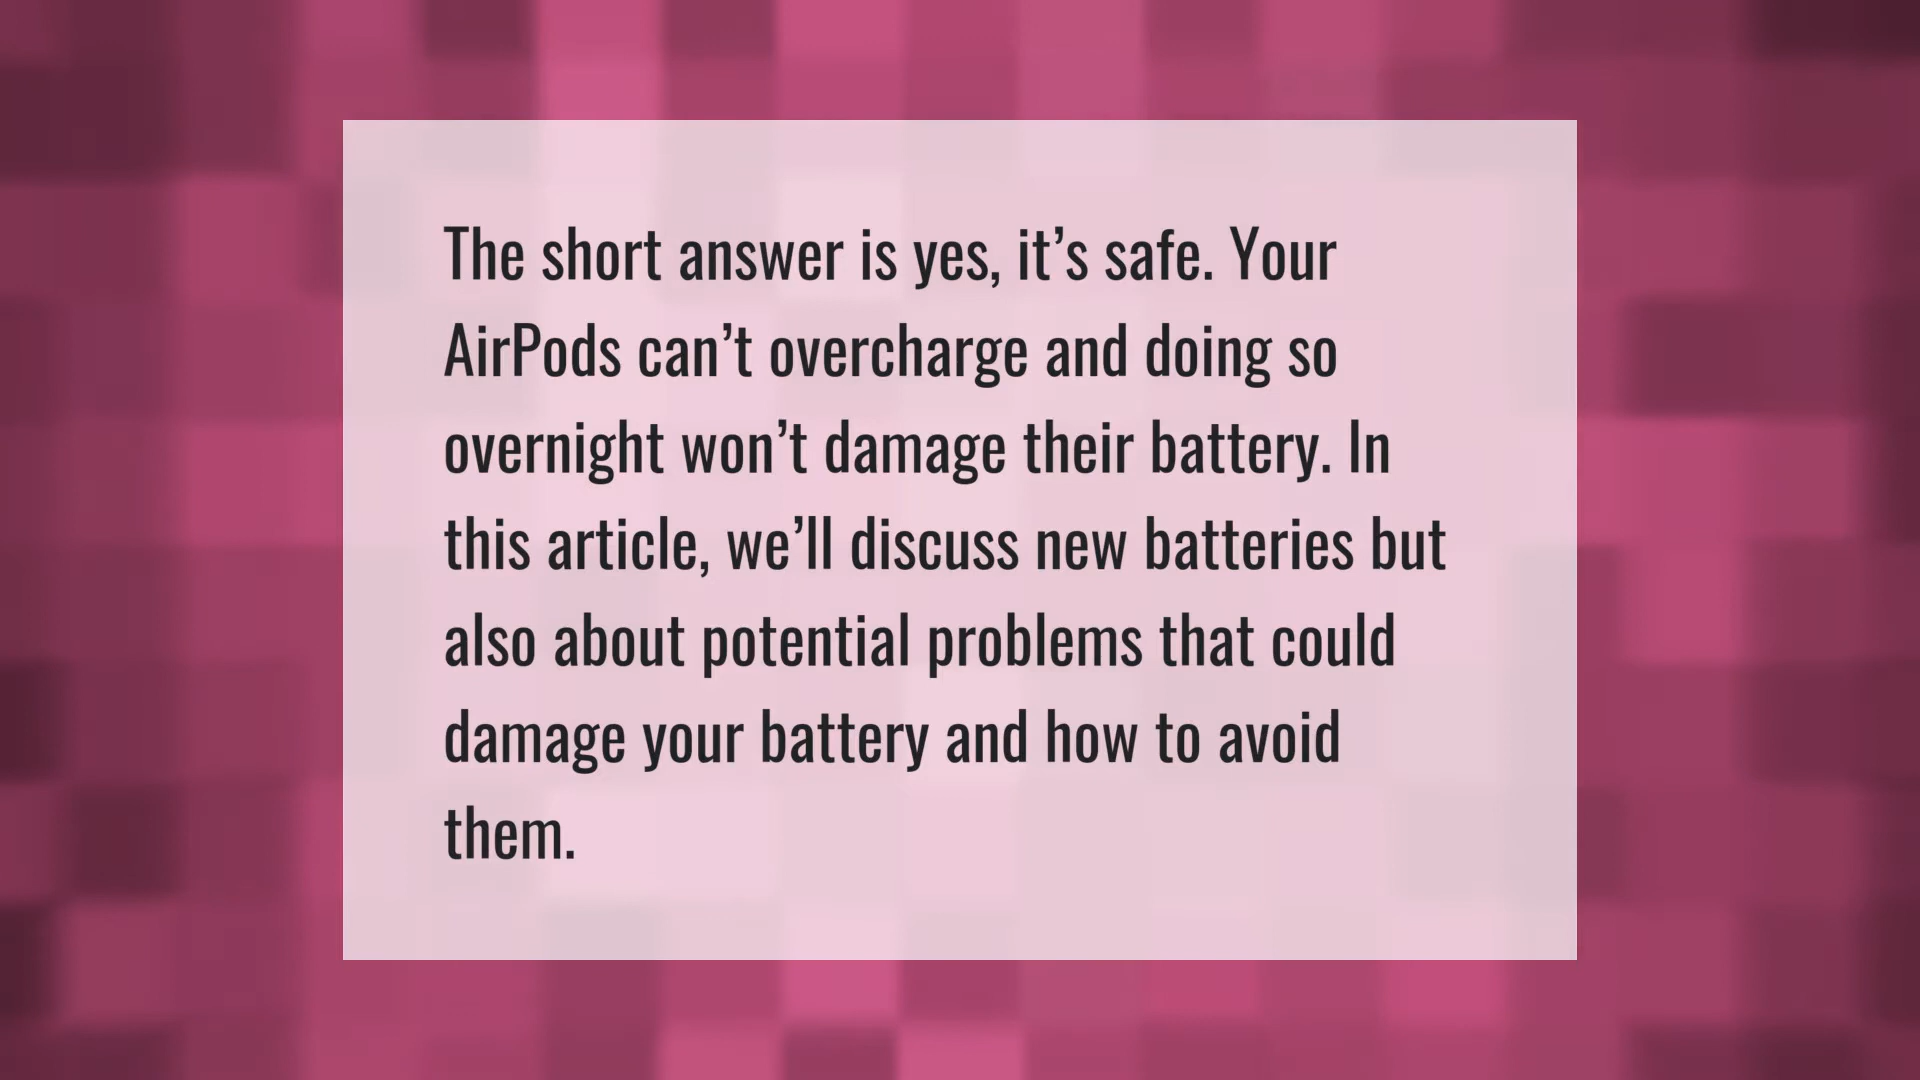 The short answer is yes, it’s safe. Your
AirPods can’t overcharge and doing so
overnight won’t damage their battery. In
this article, we’ll discuss new batteries but
also about potential problems that could
damage your battery and how to avoid
them.